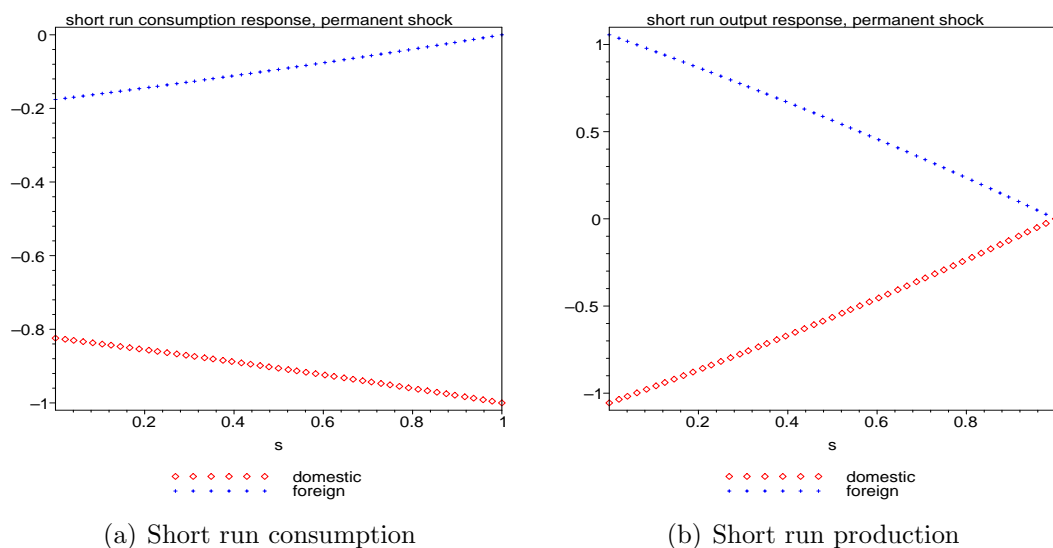 short run consumption response, permanent shock
0
–0.2
–0.4
–0.6
–0.8
–1
0.2 0.4 0.6 0.8 1
s
domestic
foreign
(a) Short run consumption
short run output response, permanent shock
1
0.5
0
–0.5
–1
0.2 0.4 0.6 0.8
s
domestic
foreign
(b) Short run production